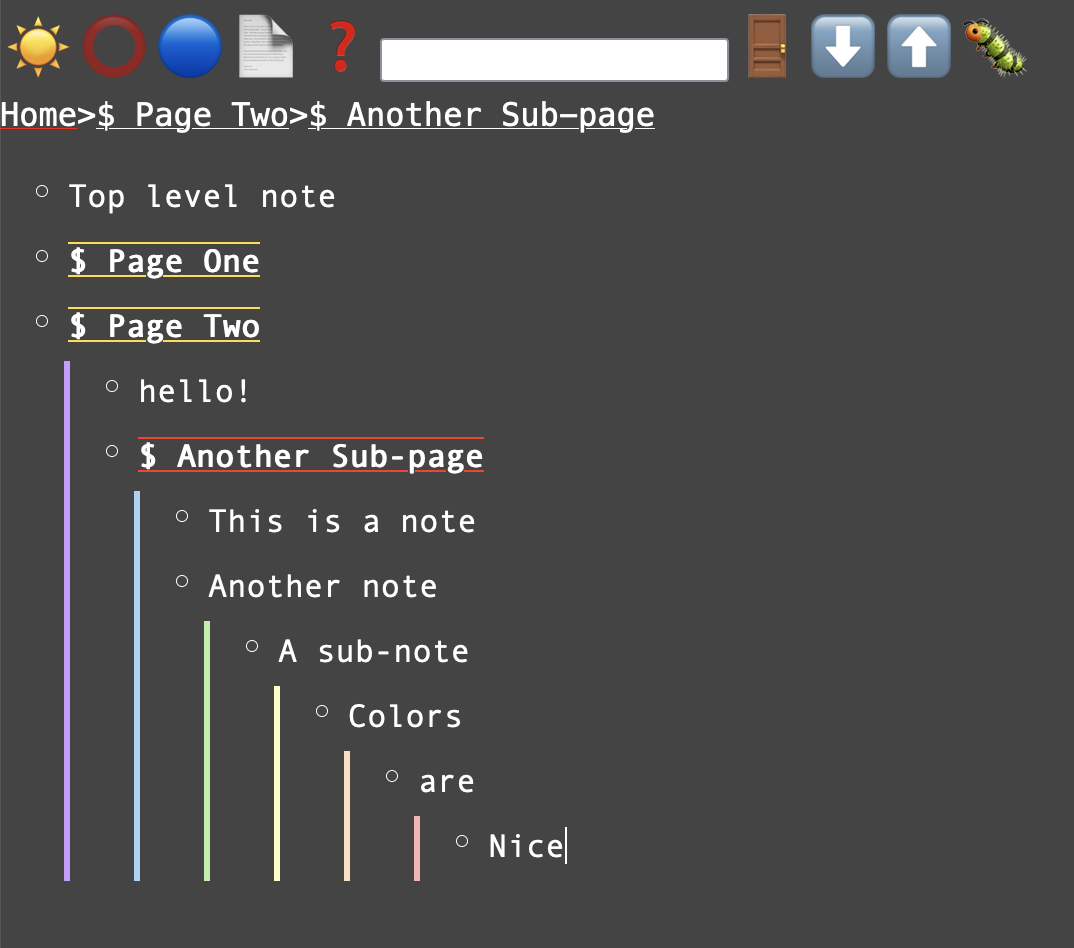 Home>$ Page Two>$ Another Sub-page
Top level note
$ Page One
$ Page Two
hello!
$ Another Sub-page
This is a note
Another note
A sub-note
Colors
are
Nice